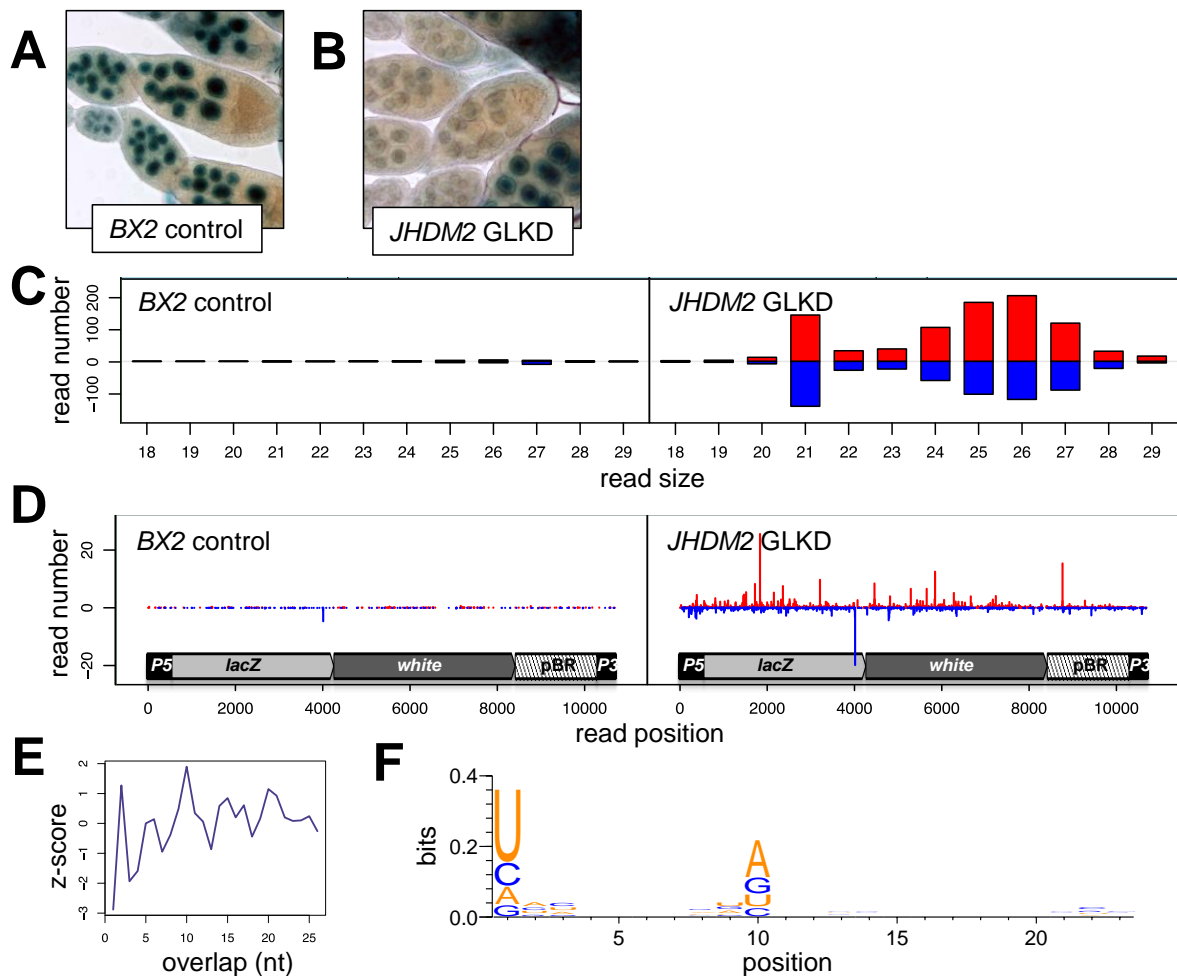 A
B
BX2 control
JHDM2 GLKD
C
BX2 control
JHDM2 GLKD
read number
200
100
0
−100
18 19 20 21 22 23 24 25 26 27 28 29 18 19 20 21 22 23 24 25 26 27 28 29
read size
D
BX2 control
JHDM2 GLKD
read number
20
0
−20
P5 lacZ white pBR P3
P5 lacZ white pBR P3
0 2000 4000 6000 8000 10000 0 2000 4000 6000 8000 10000
read position
E
z-score
2
1
0
−1
−2
−3
0 5 10 15 20 25
overlap (nt)
F
bits
0.4
0.2
0.0
U
C
A
G
A
G
U
C
5 10 15 20
position